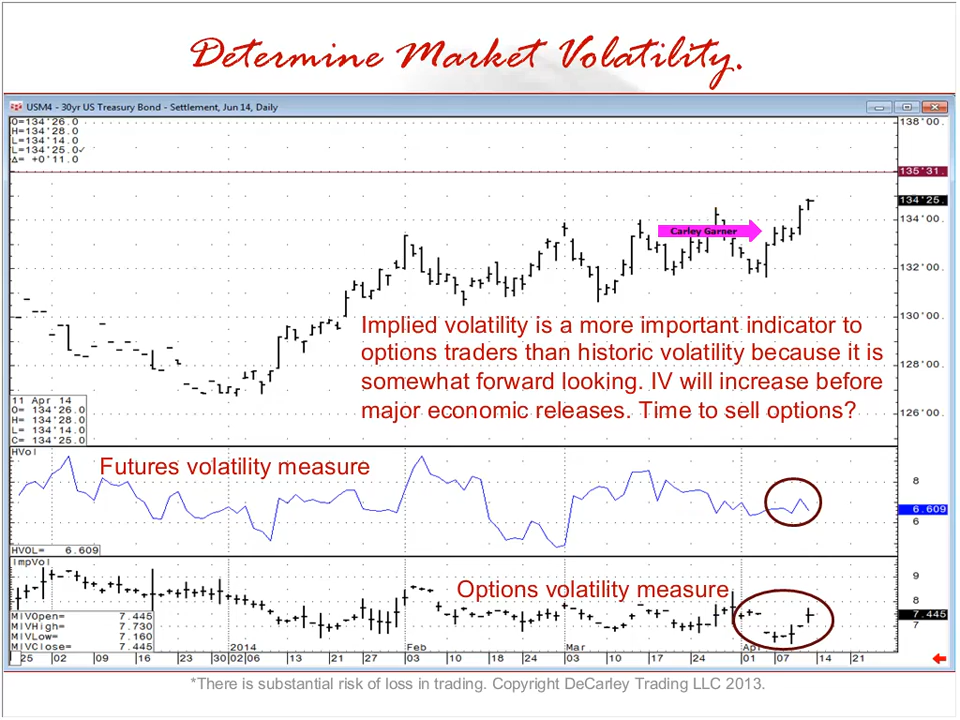 Determine Market Volatility.
USM4 - 30yr US Treasury Bond - Settlement, Jun 14, Daily
O=134'26.0
H=134'28.0
L=134'14.0
L=134'25.0✓
Δ= +0'11.0
138'00.
135'31.
134'25.
134'00.
132'00.
130'00.
128'00.
126'00.
Carley Garner
Implied volatility is a more important indicator to
options traders than historic volatility because it is
somewhat forward looking. IV will increase before
major economic releases. Time to sell options?
11 Apr 14
O= 134'26.0
H= 134'28.0
L= 134'14.0
C= 134'25.0
HVol
Futures volatility measure
8
6.609
6
HVOL= 6.609
ImpVol
Options volatility measure
9
8
7.445
7
MIVOpen= 7.445
MIVHigh= 7.730
MIVLow= 7.160
MIVClose= 7.445
2014 Feb Mar Apr
25 02 09 16 23 30 02 06 13 21 27 03 10 18 24 03 10 17 24 01 07 14 21
*There is substantial risk of loss in trading. Copyright DeCarley Trading LLC 2013.